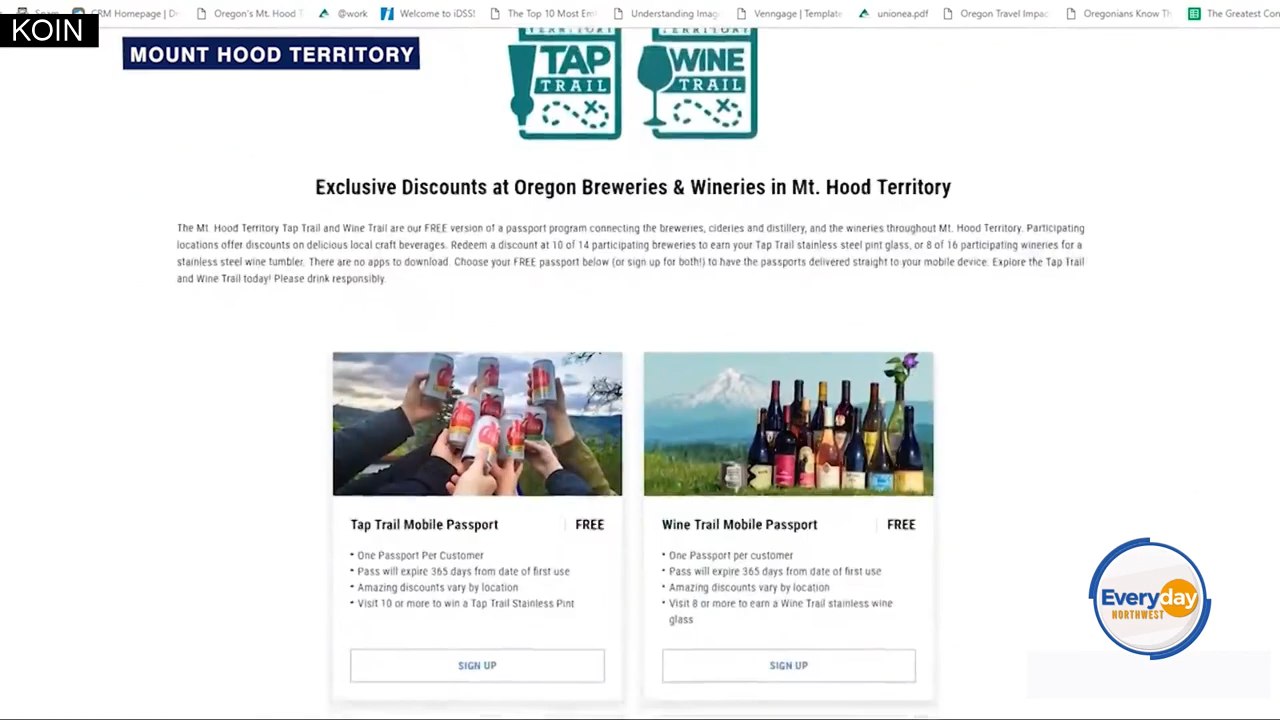 Spam CRM Homepage | D Oregon's Mt. Hood T @work Welcome to iDSS! The Top 10 Most Em Understanding Imag Venngage | Template unionea.pdf Oregon Travel Impac Oregonians Know Th The Greatest Con
KOIN
MOUNT HOOD TERRITORY
TERRITORY TERRITORY
TAP WINE
TRAIL TRAIL
Exclusive Discounts at Oregon Breweries & Wineries in Mt. Hood Territory
The Mt. Hood Territory Tap Trail and Wine Trail are our FREE version of a passport program connecting the breweries, cideries and distillery, and the wineries throughout Mt. Hood Territory. Participating
locations offer discounts on delicious local craft beverages. Redeem a discount at 10 of 14 participating breweries to earn your Tap Trail stainless steel pint glass, or 8 of 16 participating wineries for a
stainless steel wine tumbler. There are no apps to download. Choose your FREE passport below (or sign up for both!) to have the passports delivered straight to your mobile device. Explore the Tap Trail
and Wine Trail today! Please drink responsibly.
Tap Trail Mobile Passport FREE
• One Passport Per Customer
• Pass will expire 365 days from date of first use
• Amazing discounts vary by location
• Visit 10 or more to win a Tap Trail Stainless Pint
SIGN UP
Wine Trail Mobile Passport FREE
• One Passport per customer
• Pass will expire 365 days from date of first use
• Amazing discounts vary by location
• Visit 8 or more to earn a Wine Trail stainless wine
glass
SIGN UP
Everyday
NORTHWEST